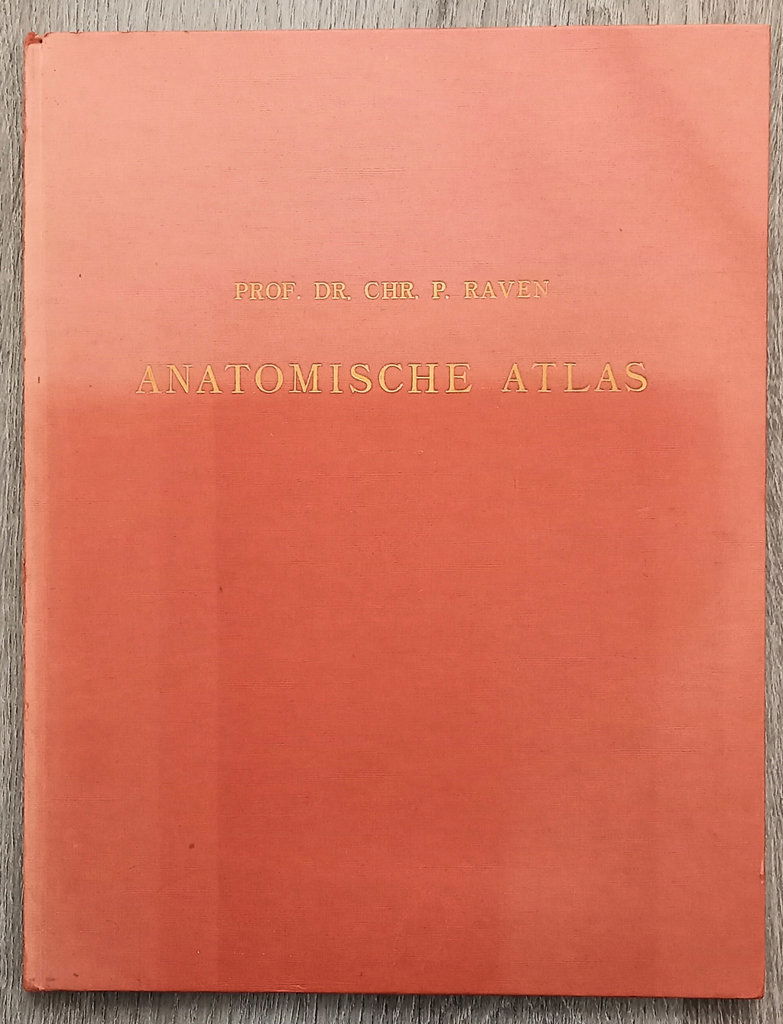 PROF. DR. CHR. P. RAVEN
ANATOMISCHE ATLAS